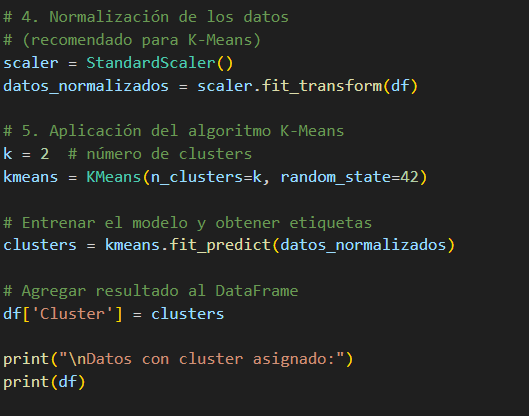 # 4. Normalización de los datos
# (recomendado para K-Means)
scaler = StandardScaler()
datos_normalizados = scaler.fit_transform(df)
# 5. Aplicación del algoritmo K-Means
k = 2  # número de clusters
kmeans = KMeans(n_clusters=k, random_state=42)
# Entrenar el modelo y obtener etiquetas
clusters = kmeans.fit_predict(datos_normalizados)
# Agregar resultado al DataFrame
df['Cluster'] = clusters
print("\nDatos con cluster asignado:")
print(df)